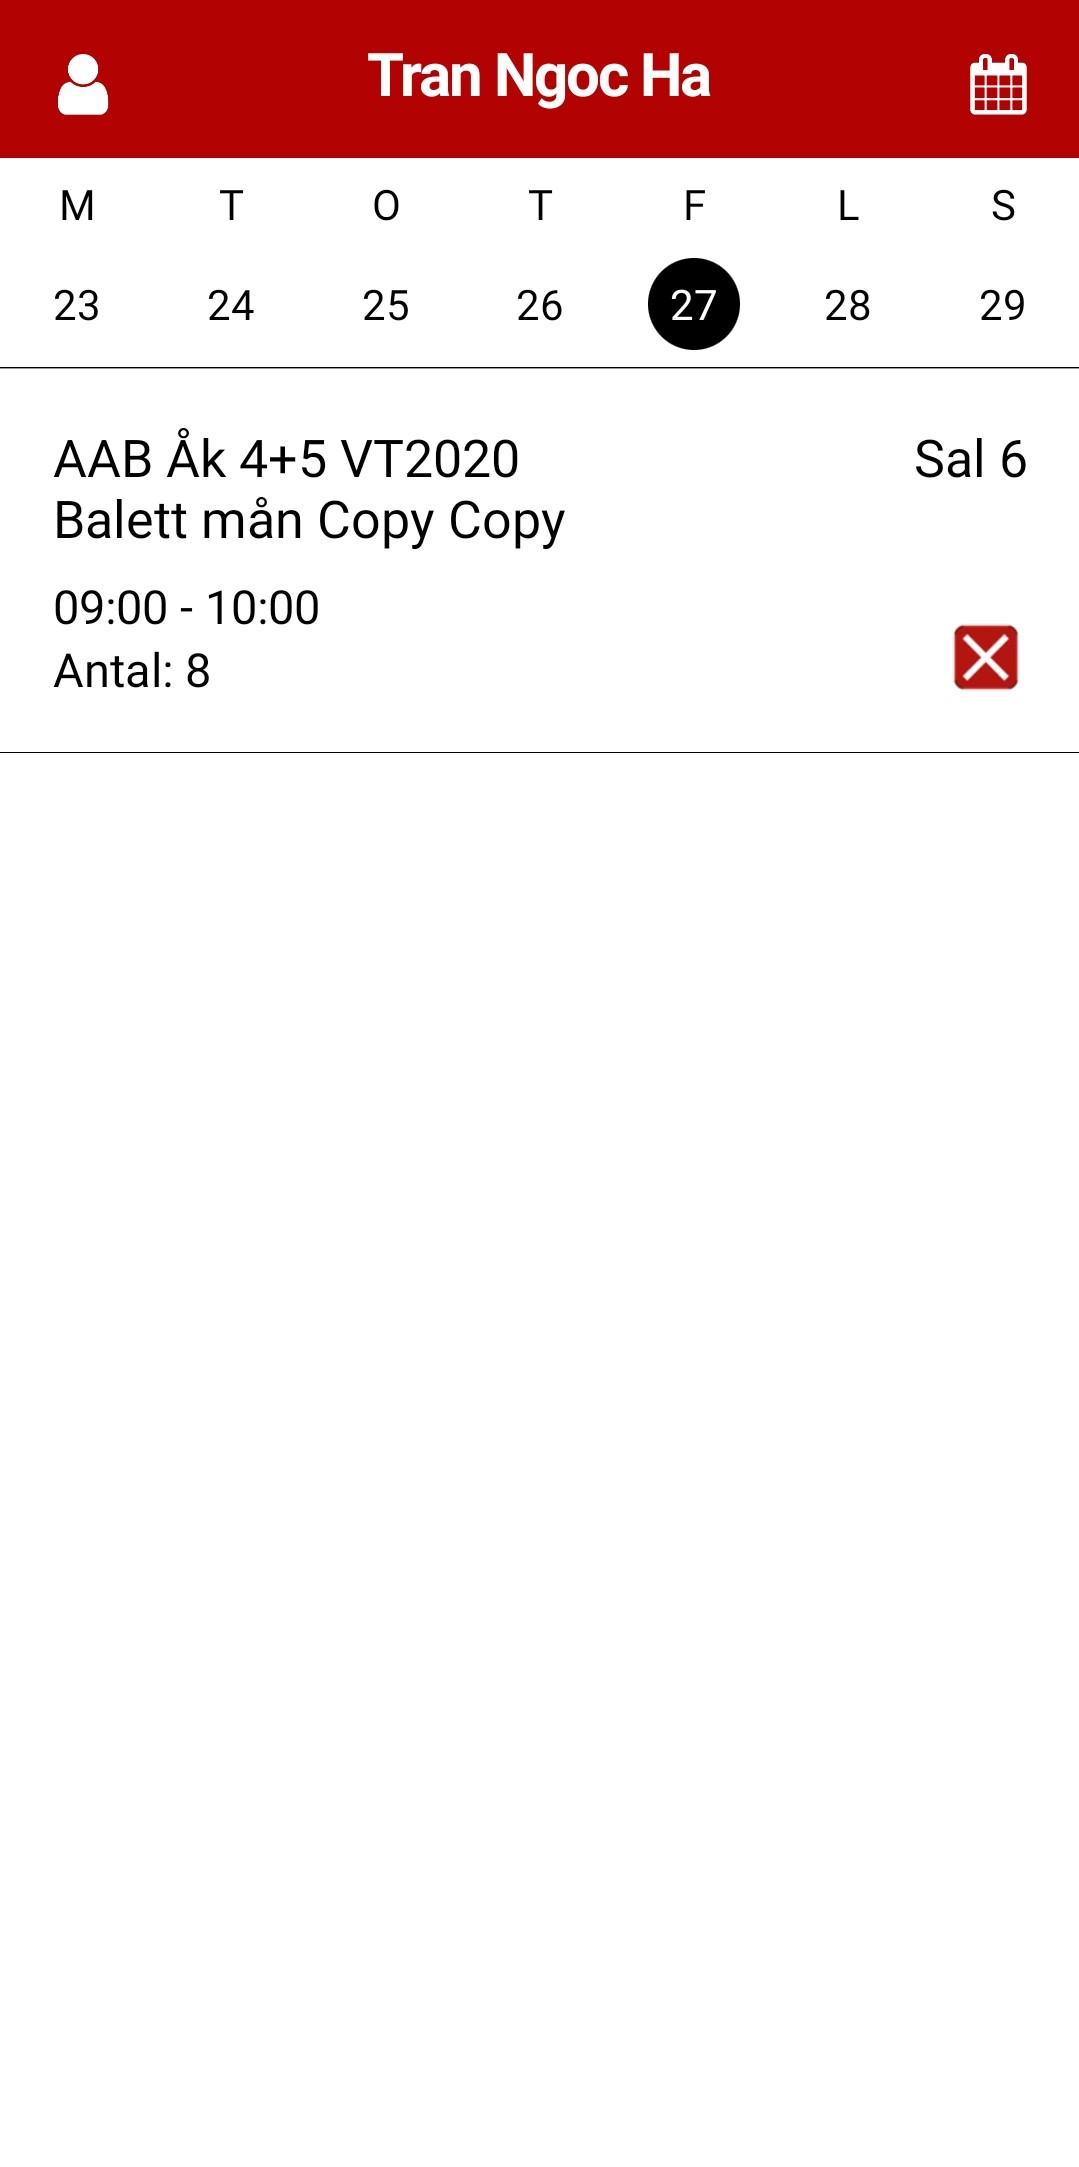 Tran Ngoc Ha
M T O T F L S
23 24 25 26 27 28 29
AAB Åk 4+5 VT2020 Sal 6
Balett mån Copy Copy
09:00 - 10:00
Antal: 8